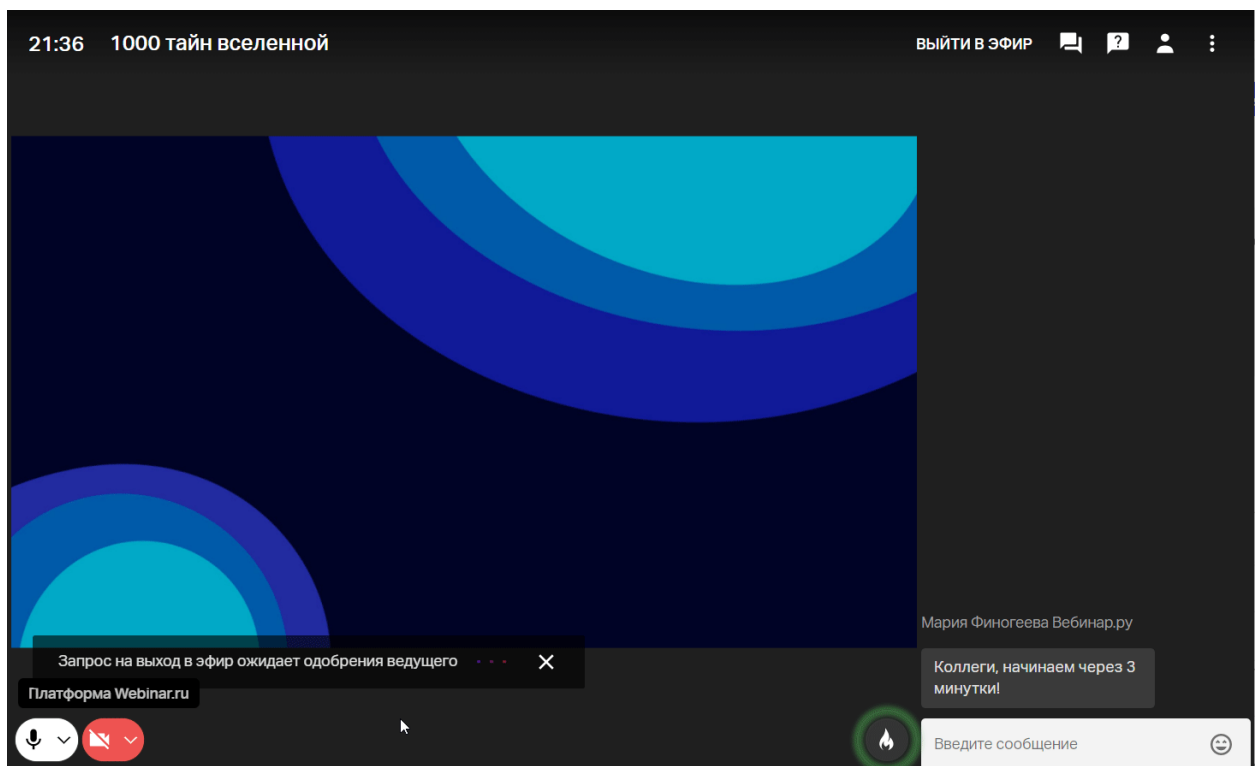 21:36 1000 тайн вселенной
ВЫЙТИ В ЭФИР ?
Мария Финогеева Вебинар.ру
Коллеги, начинаем через 3
минутки!
Запрос на выход в эфир ожидает одобрения ведущего
Платформа Webinar.ru
Введите сообщение